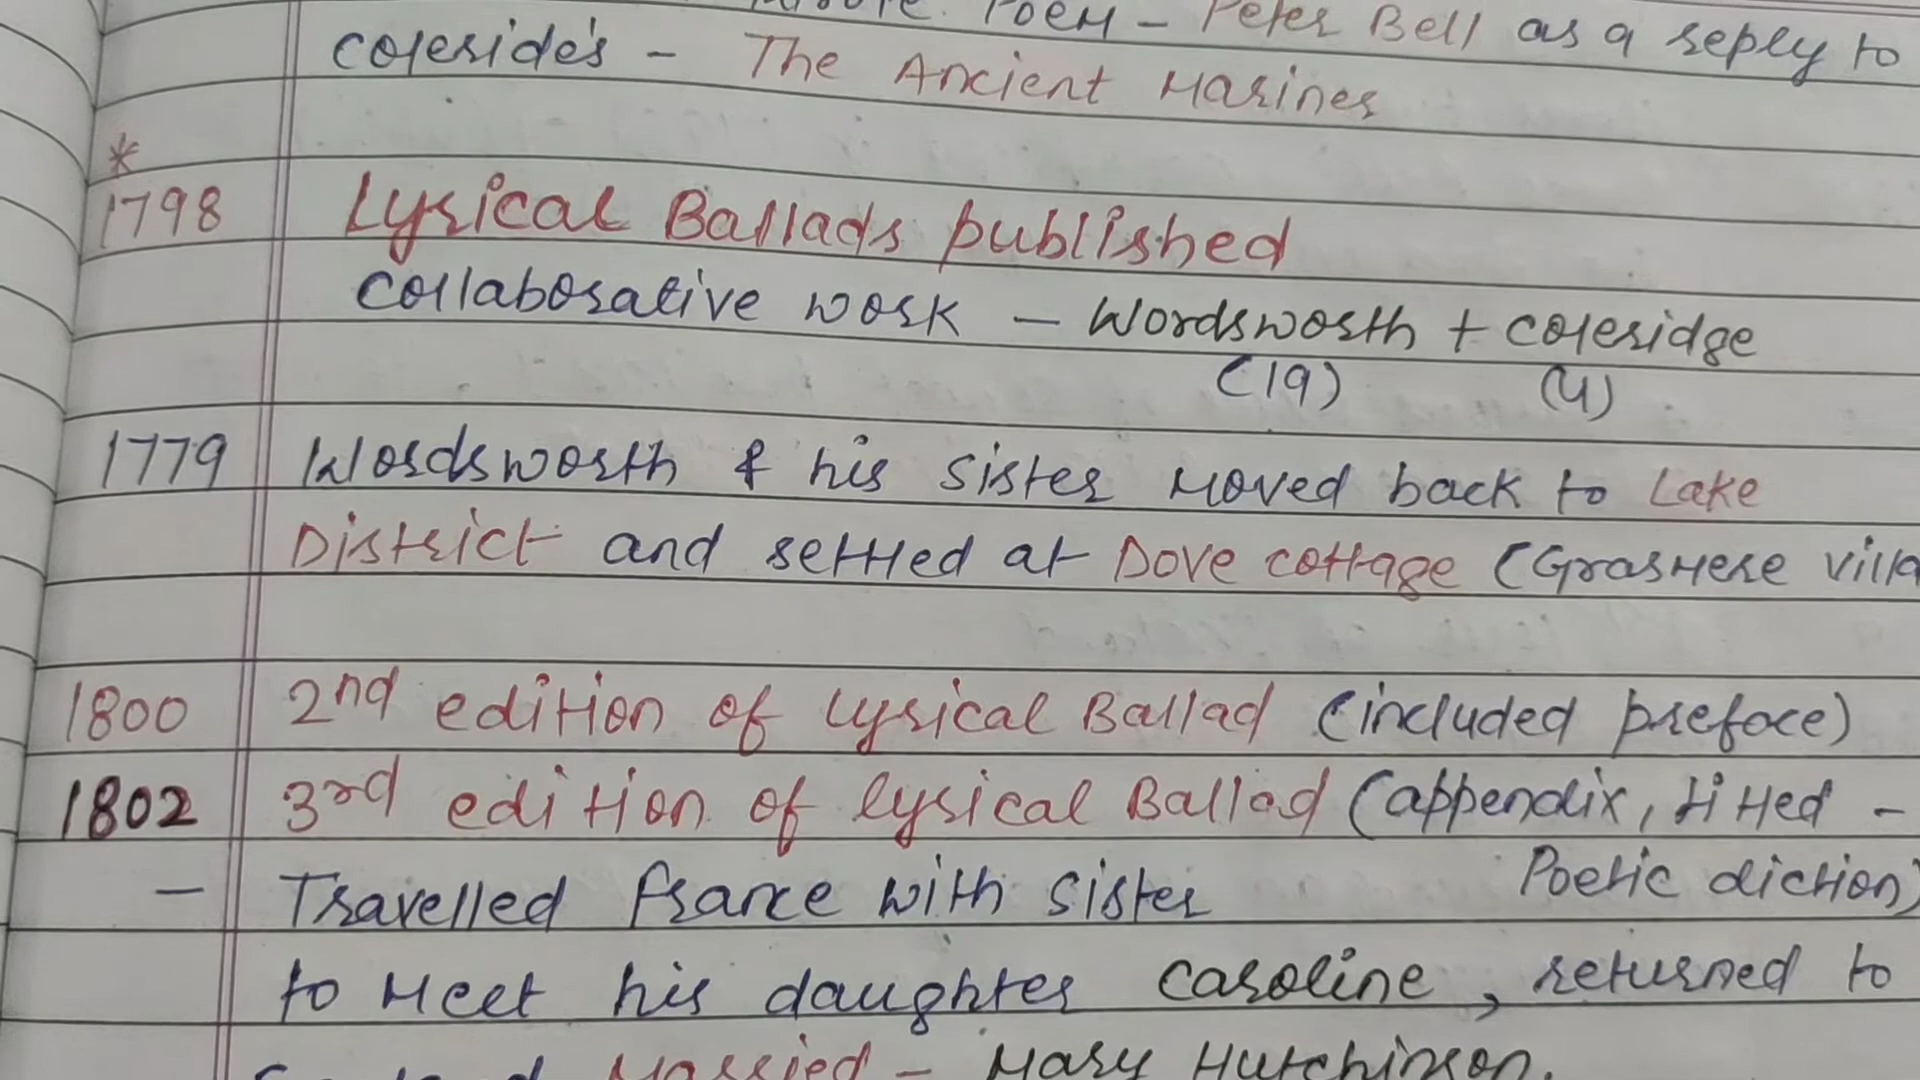 Poem - Peter Bell as a reply to
Coleride's - The Ancient Mariner
*
1798 Lyrical Ballads published
Collaborative work - Wordsworth + Coleridge
(19) (4)
1779 Wordsworth & his sister moved back to Lake
District and settled at Dove cottage (Grasmere villa
1800 2nd edition of Lyrical Ballad (included preface)
1802 3rd edition of lyrical Ballad (appendix, titled -
Poetic diction)
- Travelled France with sister
to meet his daughter Caroline, returned to
Married - Mary Hutchinson.